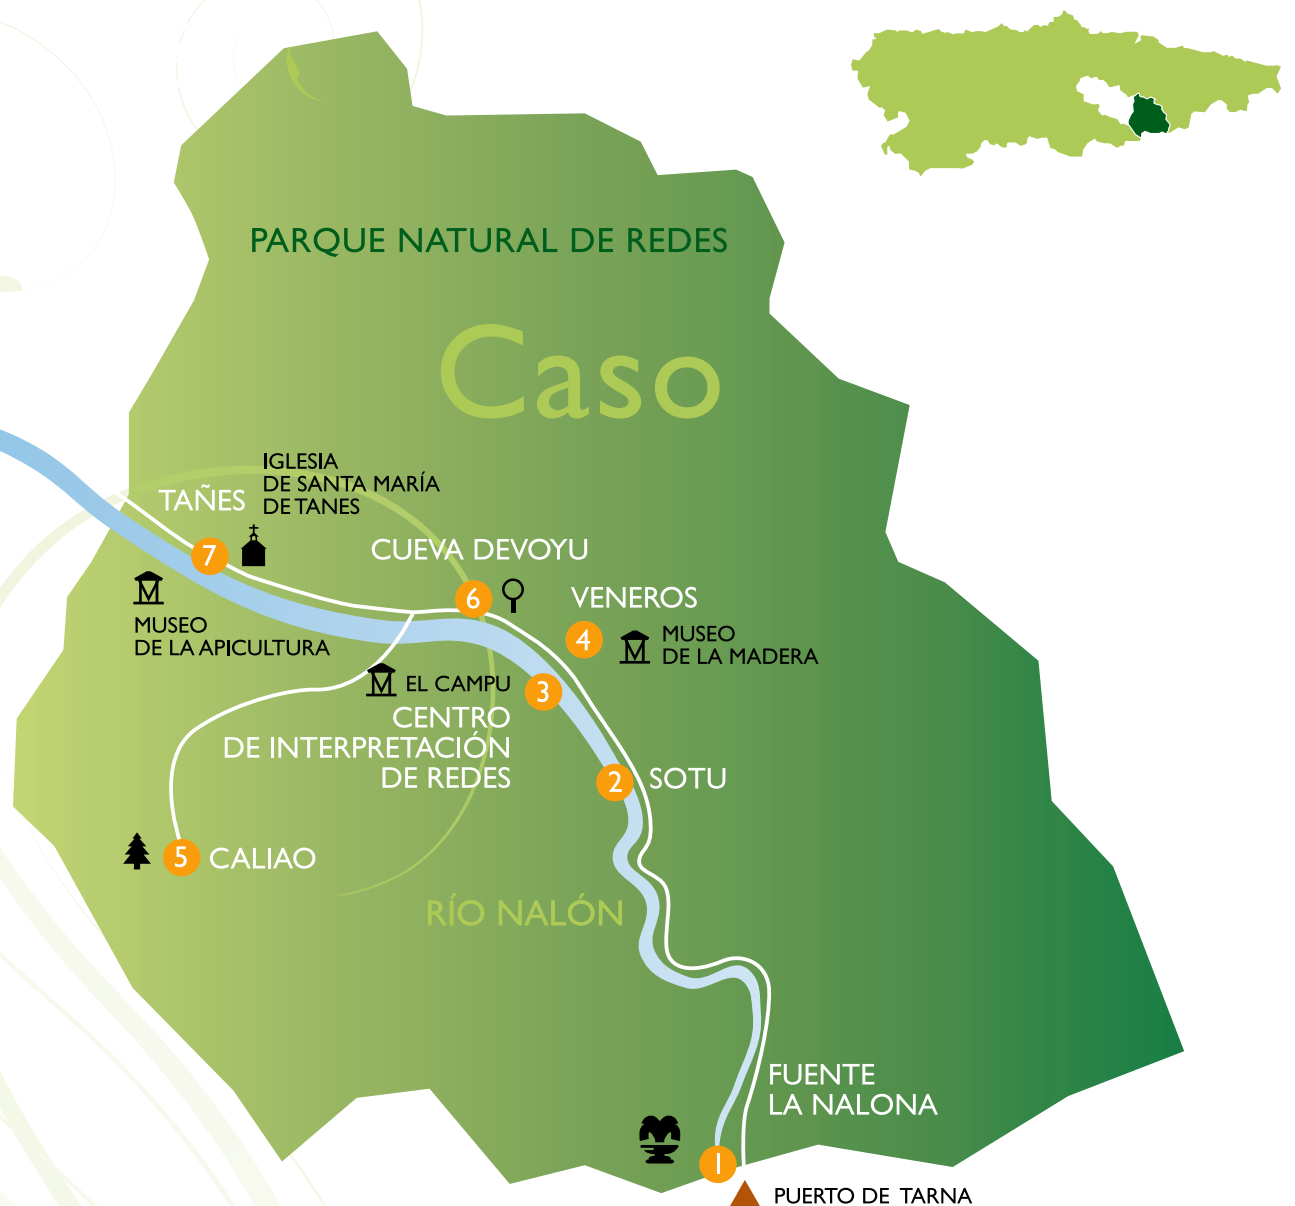 PARQUE NATURAL DE REDES
Caso
IGLESIA
DE SANTA MARÍA
DE TANES
TAÑES
7
CUEVA DEVOYU
6
VENEROS
4
MUSEO
DE LA APICULTURA
MUSEO
DE LA MADERA
EL CAMPU
3
CENTRO
DE INTERPRETACIÓN
DE REDES
2
SOTU
5
CALIAO
RÍO NALÓN
FUENTE
LA NALONA
1
PUERTO DE TARNA